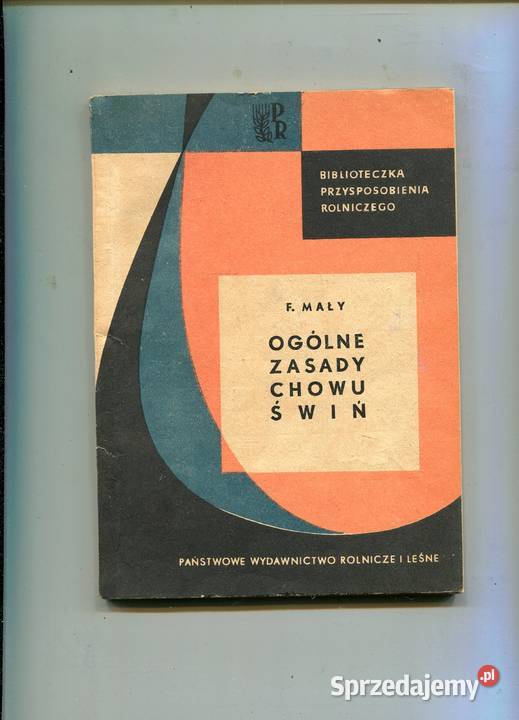 PR
BIBLIOTECZKA
PRZYSPOSOBIENIA
ROLNICZEGO
F. MAŁY
OGÓLNE
ZASADY
CHOWU
ŚWIŃ
PAŃSTWOWE WYDAWNICTWO ROLNICZE I LEŚNE
Sprzedajemy.pl